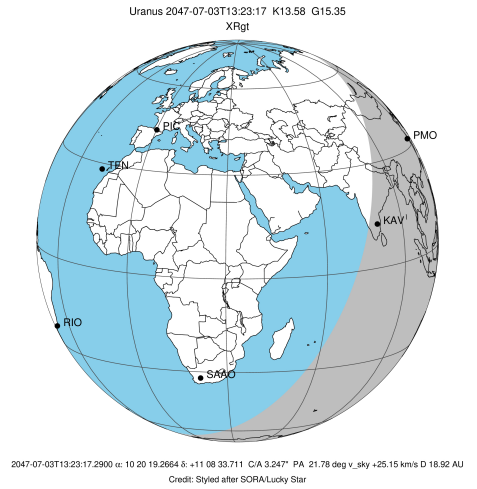 Uranus 2047-07-03T13:23:17 K13.58 G15.35
XRgt
PIC
PMO
TEN
KAV
RIO
SAAO
2047-07-03T13:23:17.2900 α: 10 20 19.2664 δ: +11 08 33.711 C/A 3.247" PA 21.78 deg v_sky +25.15 km/s D 18.92 AU
Credit: Styled after SORA/Lucky Star